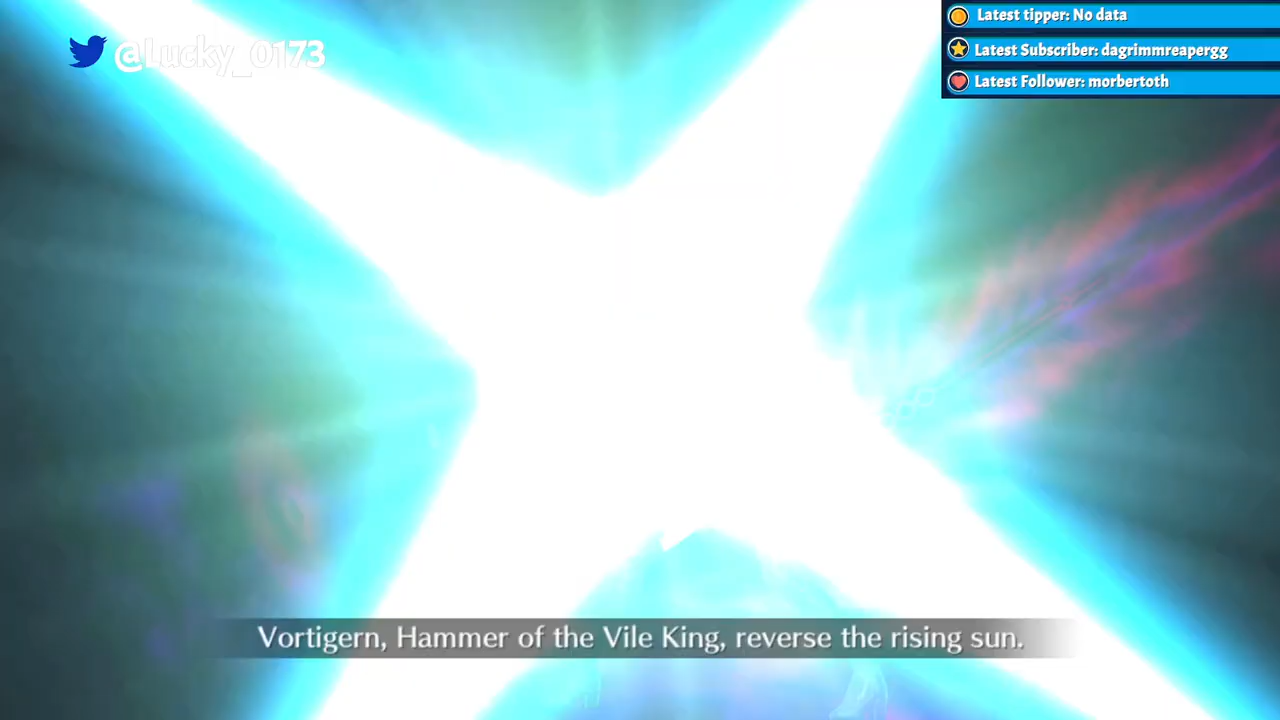 @Lucky_0173
Latest tipper: No data
Latest Subscriber: dagrimmreapergg
Latest Follower: morbertoth
Vortigern, Hammer of the Vile King, reverse the rising sun.